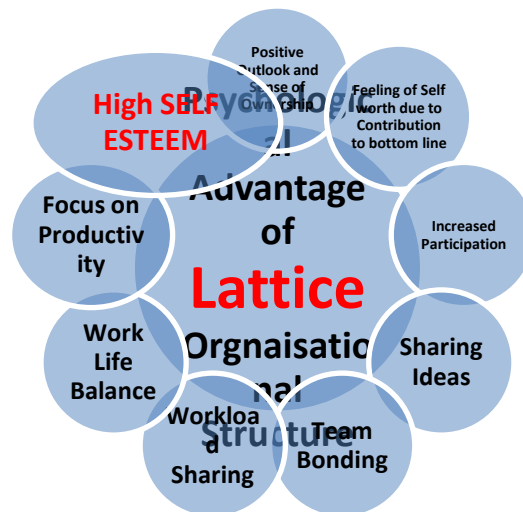 Psychologic
al
Advantage
of
Lattice
Orgnaisatio
nal
Structure
Positive
Outlook and
Sense of
Ownership
Feeling of Self
worth due to
Contribution
to bottom line
Increased
Participation
Sharing
Ideas
Team
Bonding
Workloa
d
Sharing
Work
Life
Balance
Focus on
Productiv
ity
High SELF
ESTEEM